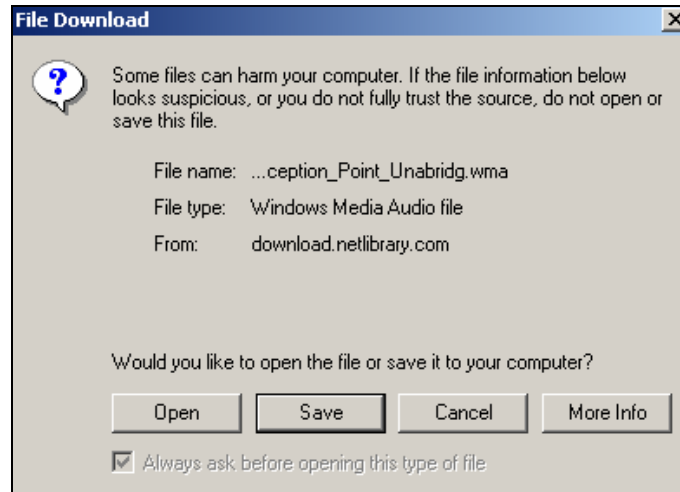 File Download
Some files can harm your computer. If the file information below
looks suspicious, or you do not fully trust the source, do not open or
save this file.
File name: ...ception_Point_Unabridg.wma
File type: Windows Media Audio file
From: download.netlibrary.com
Would you like to open the file or save it to your computer?
Open Save Cancel More Info
Always ask before opening this type of file